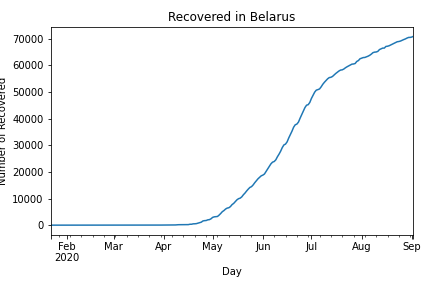 Recovered in Belarus
70000
60000
50000
40000
30000
20000
10000
0
Number of Recovered
Feb Mar Apr May Jun Jul Aug Sep
2020
Day